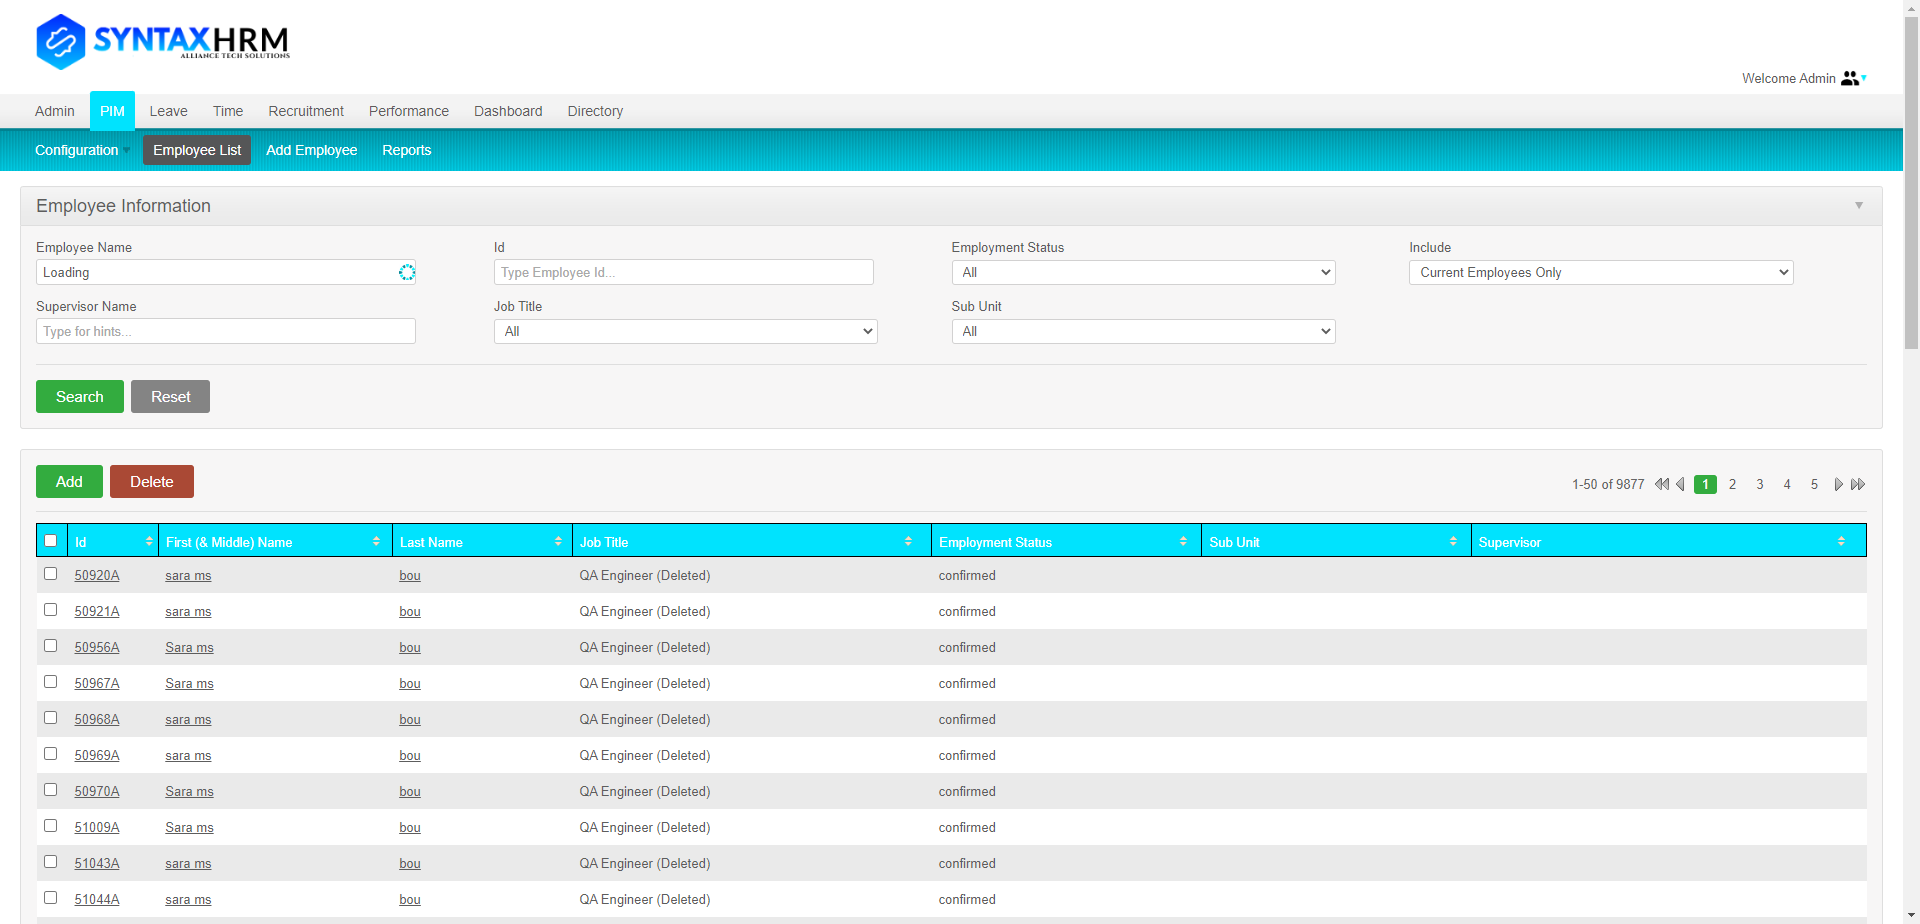 SYNTAXHRM
ALLIANCE TECH SOLUTIONS
Welcome Admin
Admin PIM Leave Time Recruitment Performance Dashboard Directory
Configuration Employee List Add Employee Reports
Employee Information
Employee Name Id Employment Status Include
Loading Type Employee Id... All Current Employees Only
Supervisor Name Job Title Sub Unit
Type for hints... All All
Search Reset
Add Delete 1-50 of 9877 1 2 3 4 5
Id First (& Middle) Name Last Name Job Title Employment Status Sub Unit Supervisor
50920A sara ms bou QA Engineer (Deleted) confirmed
50921A sara ms bou QA Engineer (Deleted) confirmed
50956A Sara ms bou QA Engineer (Deleted) confirmed
50967A Sara ms bou QA Engineer (Deleted) confirmed
50968A sara ms bou QA Engineer (Deleted) confirmed
50969A sara ms bou QA Engineer (Deleted) confirmed
50970A Sara ms bou QA Engineer (Deleted) confirmed
51009A Sara ms bou QA Engineer (Deleted) confirmed
51043A sara ms bou QA Engineer (Deleted) confirmed
51044A sara ms bou QA Engineer (Deleted) confirmed